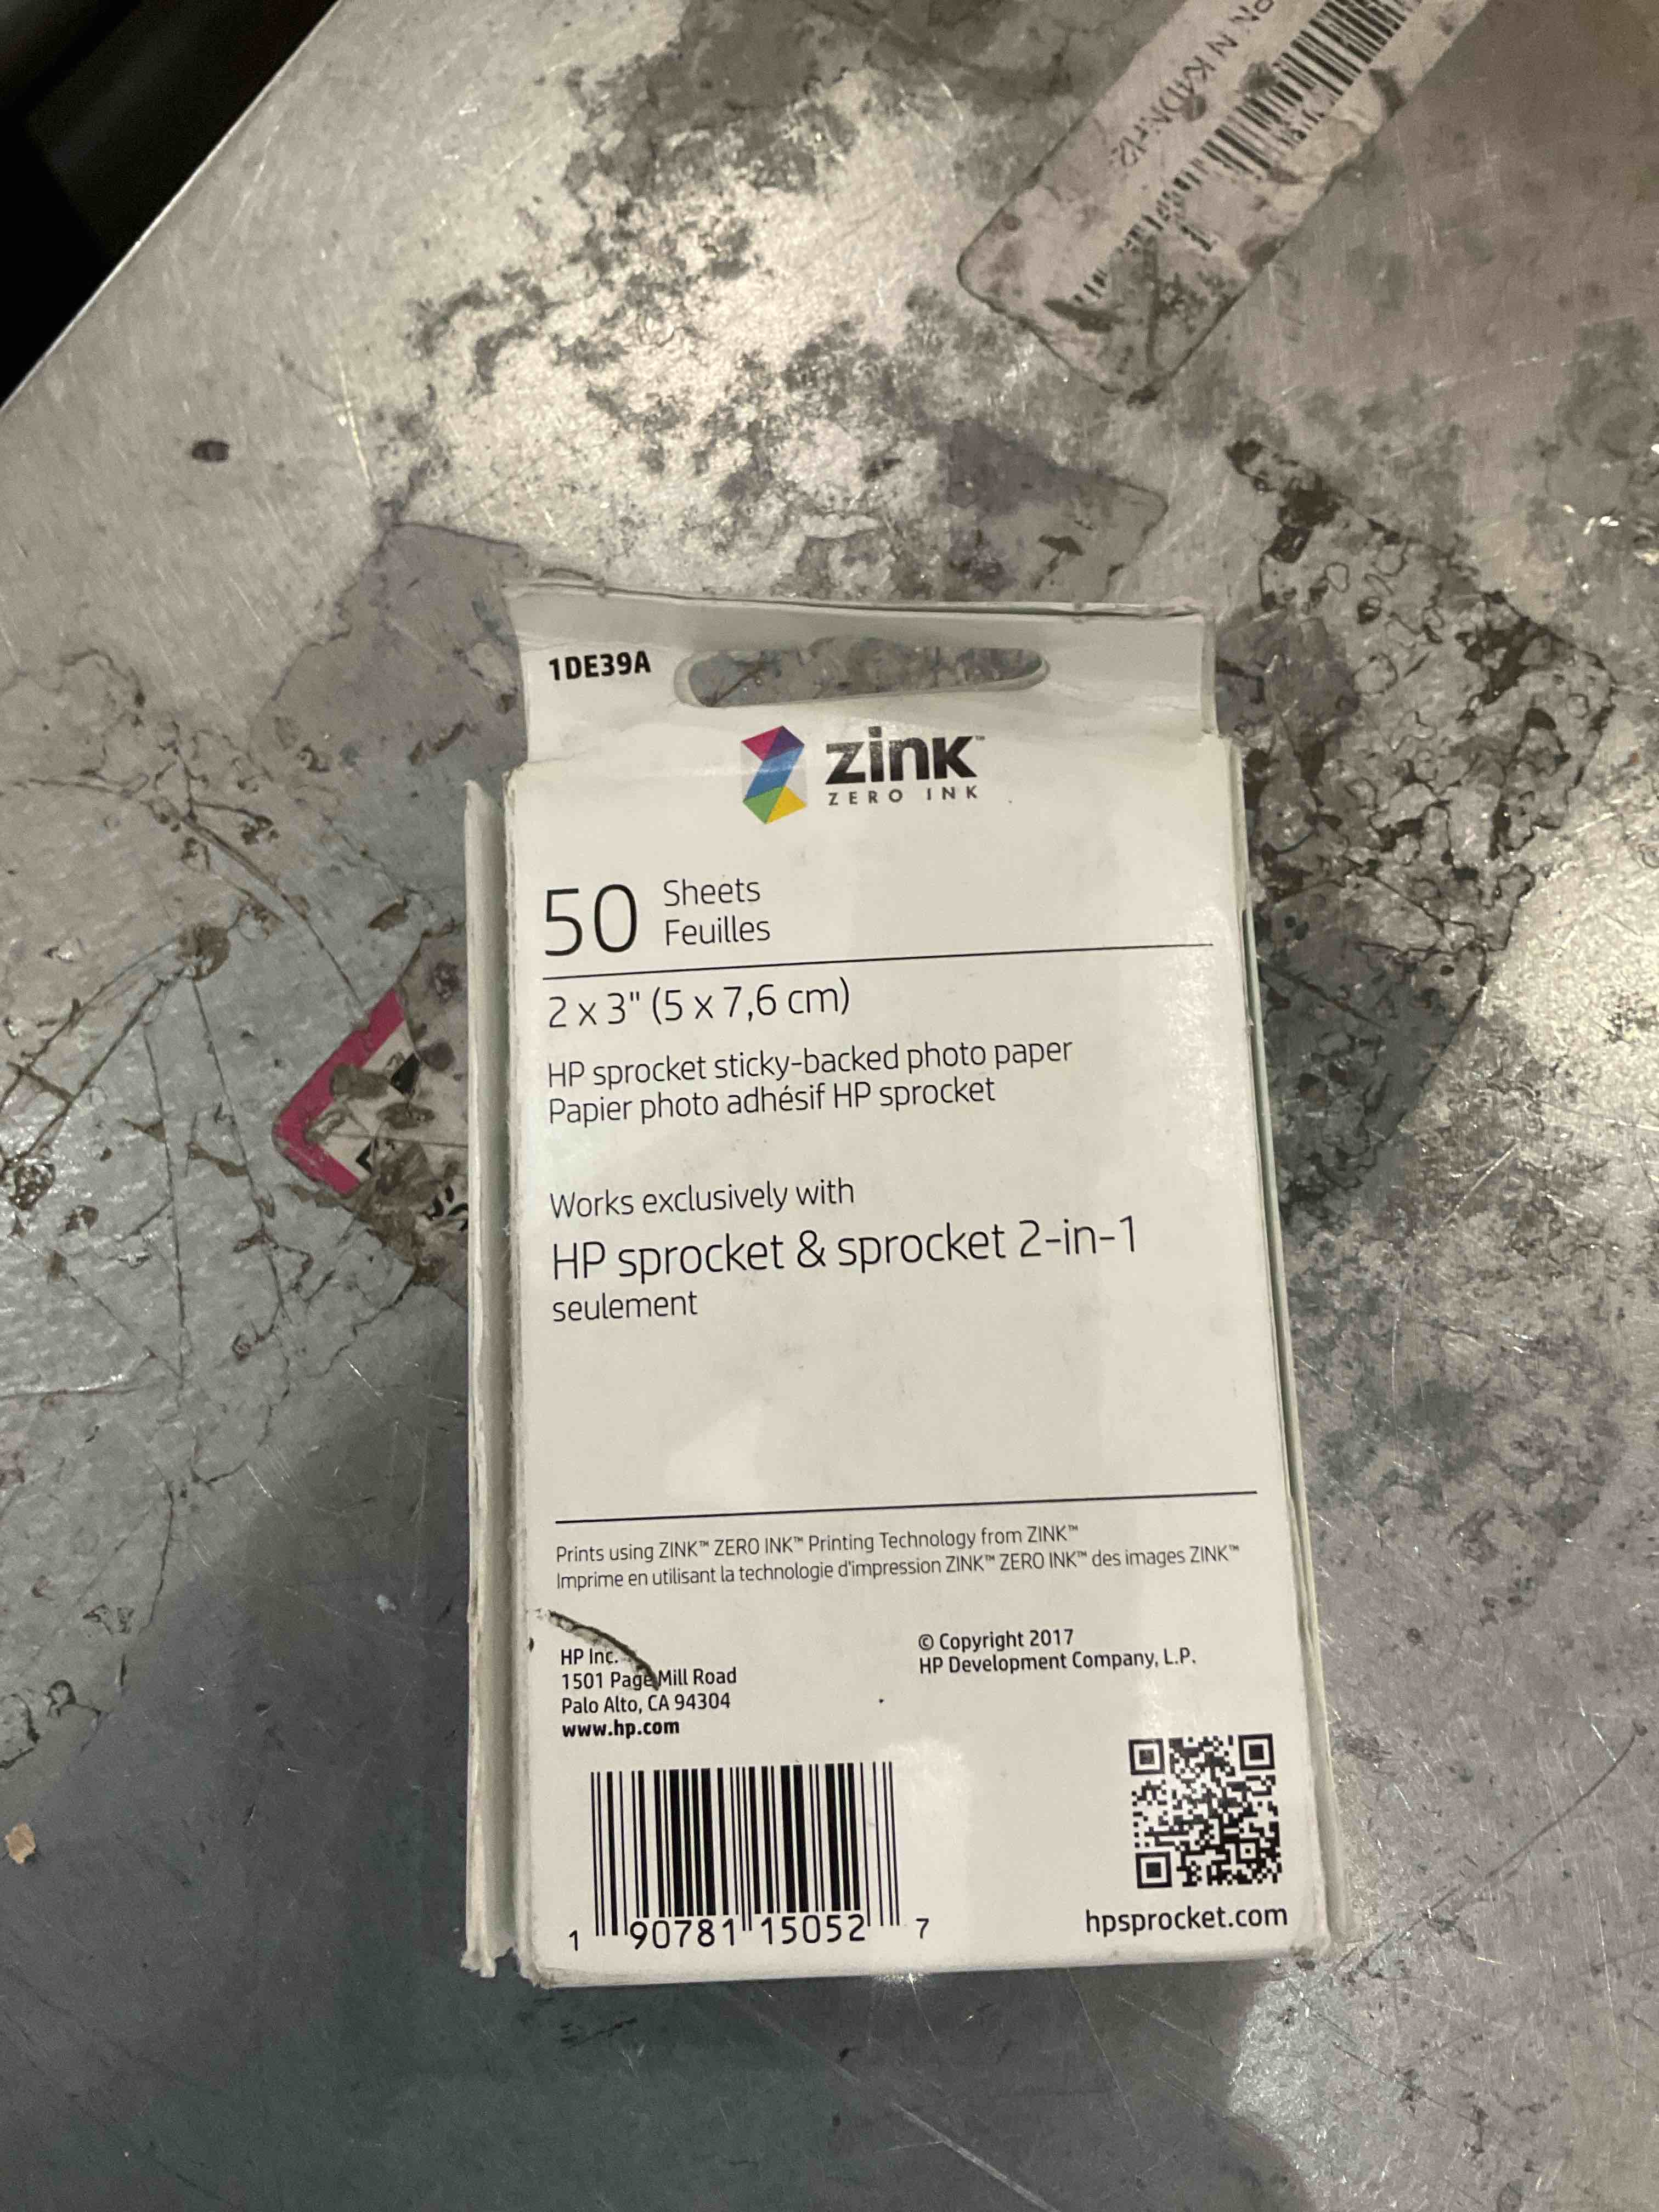 1DE39A
zink™
ZERO INK
50 Sheets
Feuilles
2 x 3" (5 x 7,6 cm)
HP sprocket sticky-backed photo paper
Papier photo adhésif HP sprocket
Works exclusively with
HP sprocket & sprocket 2-in-1
seulement
Prints using ZINK™ ZERO INK™ Printing Technology from ZINK™
Imprime en utilisant la technologie d'impression ZINK™ ZERO INK™ des images ZINK™
HP Inc.
1501 Page Mill Road
Palo Alto, CA 94304
www.hp.com
© Copyright 2017
HP Development Company, L.P.
1 90781 15052 7
hpsprocket.com